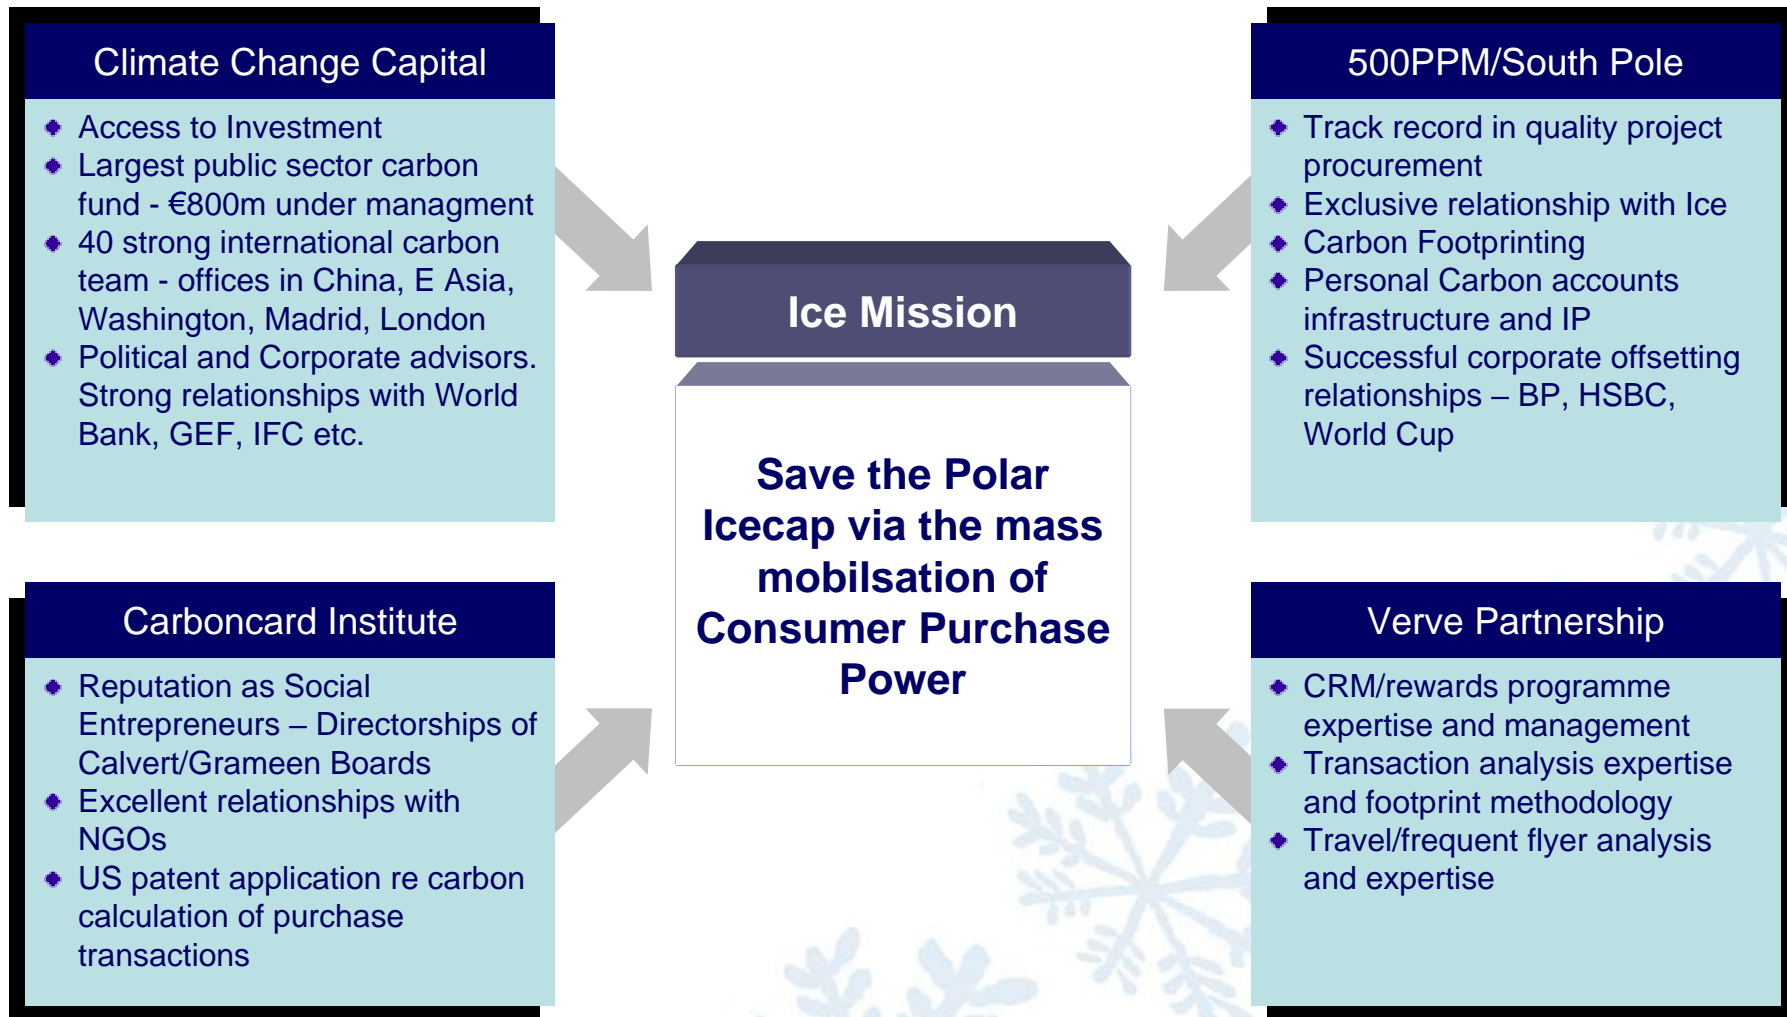 Climate Change Capital
Access to Investment
Largest public sector carbon
fund - €800m under managment
40 strong international carbon
team - offices in China, E Asia,
Washington, Madrid, London
Political and Corporate advisors.
Strong relationships with World
Bank, GEF, IFC etc.
500PPM/South Pole
Track record in quality project
procurement
Exclusive relationship with Ice
Carbon Footprinting
Personal Carbon accounts
infrastructure and IP
Successful corporate offsetting
relationships – BP, HSBC,
World Cup
Ice Mission
Save the Polar
Icecap via the mass
mobilsation of
Consumer Purchase
Power
Carboncard Institute
Reputation as Social
Entrepreneurs – Directorships of
Calvert/Grameen Boards
Excellent relationships with
NGOs
US patent application re carbon
calculation of purchase
transactions
Verve Partnership
CRM/rewards programme
expertise and management
Transaction analysis expertise
and footprint methodology
Travel/frequent flyer analysis
and expertise